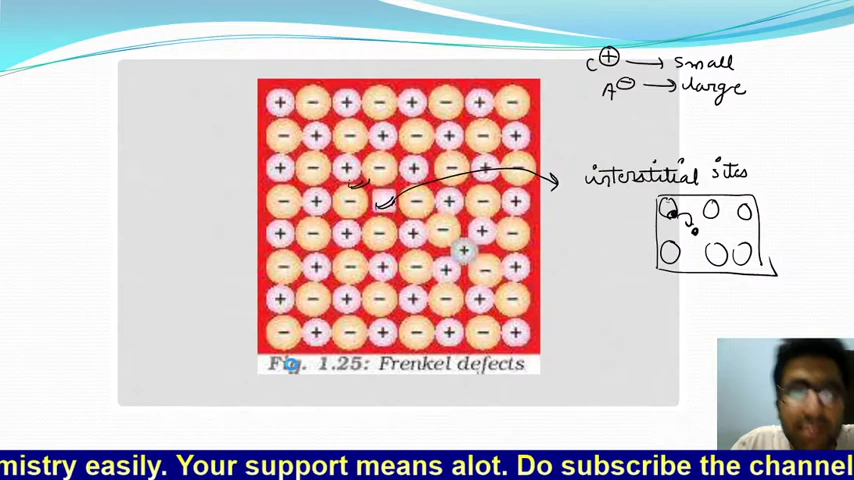 C⊕ → small
A⊖ → large
interstitial sites
+ − + − + − + −
− + − + − + − +
+ − + − + − + −
− + − − + − +
+ − + − + − + −
+
− + − + − + − +
+ − + − + − + −
− + − + − + − +
Fig. 1.25: Frenkel defects
mistry easily. Your support means alot. Do subscribe the channel